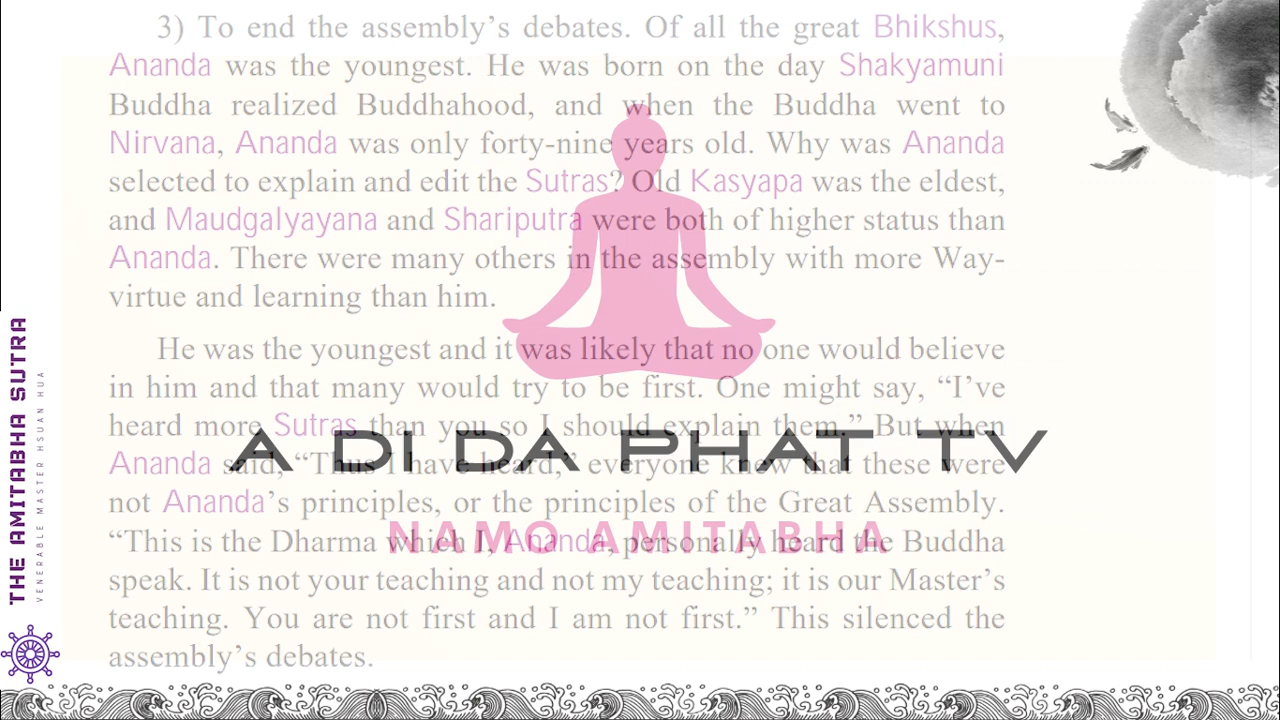 3) To end the assembly’s debates. Of all the great Bhikshus,
Ananda was the youngest. He was born on the day Shakyamuni
Buddha realized Buddhahood, and when the Buddha went to
Nirvana, Ananda was only forty-nine years old. Why was Ananda
selected to explain and edit the Sutras? Old Kasyapa was the eldest,
and Maudgalyayana and Shariputra were both of higher status than
Ananda. There were many others in the assembly with more Way-
virtue and learning than him.
He was the youngest and it was likely that no one would believe
in him and that many would try to be first. One might say, “I’ve
heard more Sutras than you so I should explain them.” But when
Ananda said, “Thus I have heard,” everyone knew that these were
not Ananda’s principles, or the principles of the Great Assembly.
“This is the Dharma which I, Ananda, personally heard the Buddha
speak. It is not your teaching and not my teaching; it is our Master’s
teaching. You are not first and I am not first.” This silenced the
assembly’s debates.
A DI DA PHAT TV
NAMO AMITABHA
THE AMITABHA SUTRA
VENERABLE MASTER HSUAN HUA